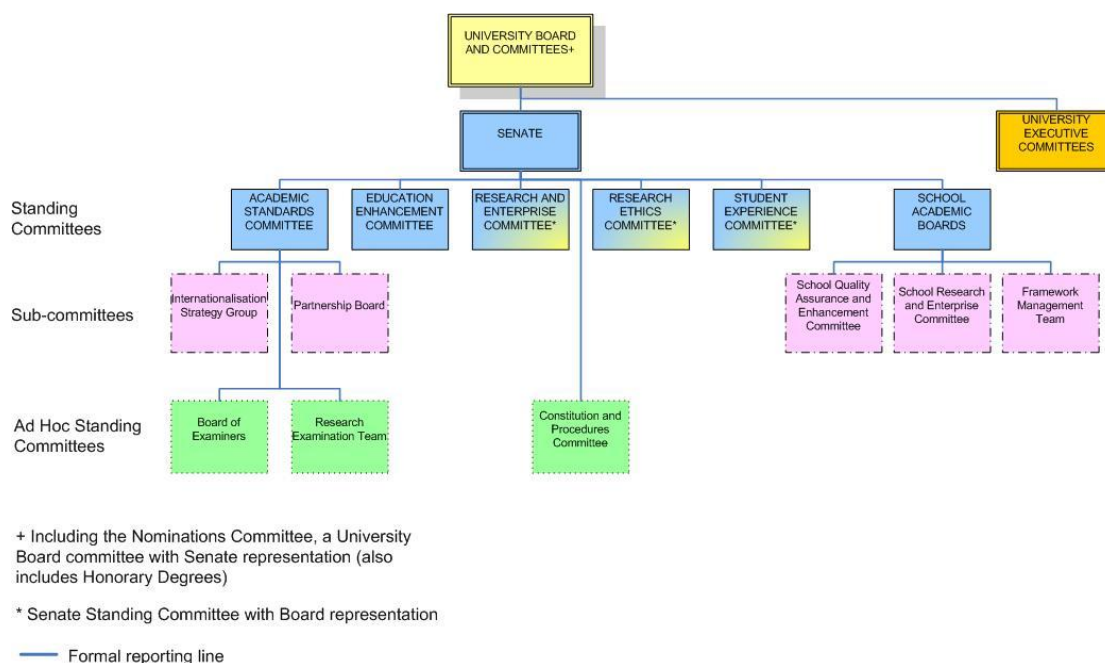 UNIVERSITY BOARD
AND COMMITTEES+
SENATE
UNIVERSITY
EXECUTIVE
COMMITTEES
Standing
Committees
ACADEMIC
STANDARDS
COMMITTEE
EDUCATION
ENHANCEMENT
COMMITTEE
RESEARCH AND
ENTERPRISE
COMMITTEE*
RESEARCH
ETHICS
COMMITTEE*
STUDENT
EXPERIENCE
COMMITTEE*
SCHOOL
ACADEMIC
BOARDS
Sub-committees
Internationalisation
Strategy Group
Partnership Board
School Quality
Assurance and
Enhancement
Committee
School Research
and Enterprise
Committee
Framework
Management
Team
Ad Hoc Standing
Committees
Board of
Examiners
Research
Examination Team
Constitution and
Procedures
Committee
+ Including the Nominations Committee, a University
Board committee with Senate representation (also
includes Honorary Degrees)
* Senate Standing Committee with Board representation
Formal reporting line